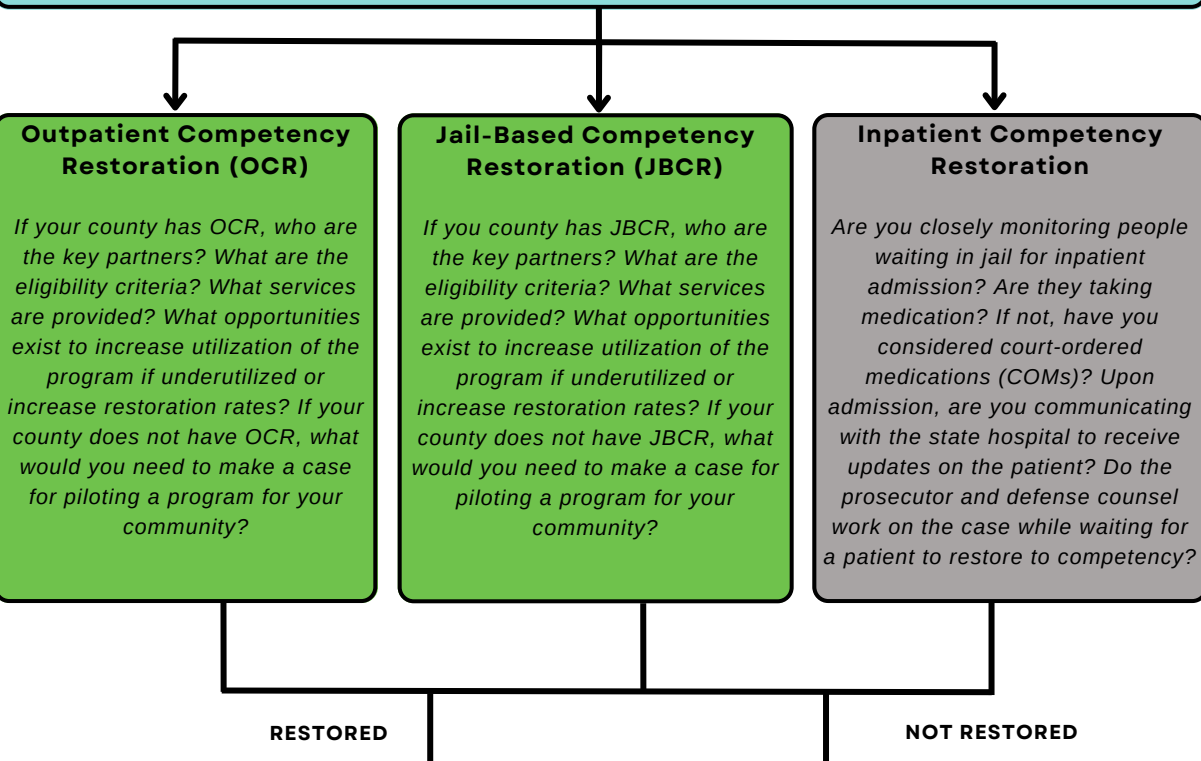 Outpatient Competency
Restoration (OCR)
If your county has OCR, who are
the key partners? What are the
eligibility criteria? What services
are provided? What opportunities
exist to increase utilization of the
program if underutilized or
increase restoration rates? If your
county does not have OCR, what
would you need to make a case
for piloting a program for your
community?
Jail-Based Competency
Restoration (JBCR)
If you county has JBCR, who are
the key partners? What are the
eligibility criteria? What services
are provided? What opportunities
exist to increase utilization of the
program if underutilized or
increase restoration rates? If your
county does not have JBCR, what
would you need to make a case for
piloting a program for your
community?
Inpatient Competency
Restoration
Are you closely monitoring people
waiting in jail for inpatient
admission? Are they taking
medication? If not, have you
considered court-ordered
medications (COMs)? Upon
admission, are you communicating
with the state hospital to receive
updates on the patient? Do the
prosecutor and defense counsel
work on the case while waiting for
a patient to restore to competency?
RESTORED
NOT RESTORED